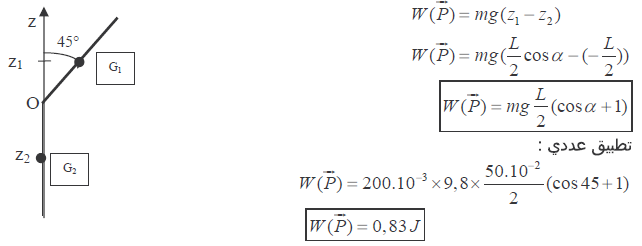 z
45°
z₁
G₁
O
z₂
G₂
W(P⃗) = mg(z₁ − z₂)
W(P⃗) = mg(L/2 cos α − (−L/2))
W(P⃗) = mg L/2 (cos α + 1)
تطبيق عددي :
W(P⃗) = 200.10⁻³ × 9,8 × 50.10⁻²/2 (cos 45 + 1)
W(P⃗) = 0,83 J